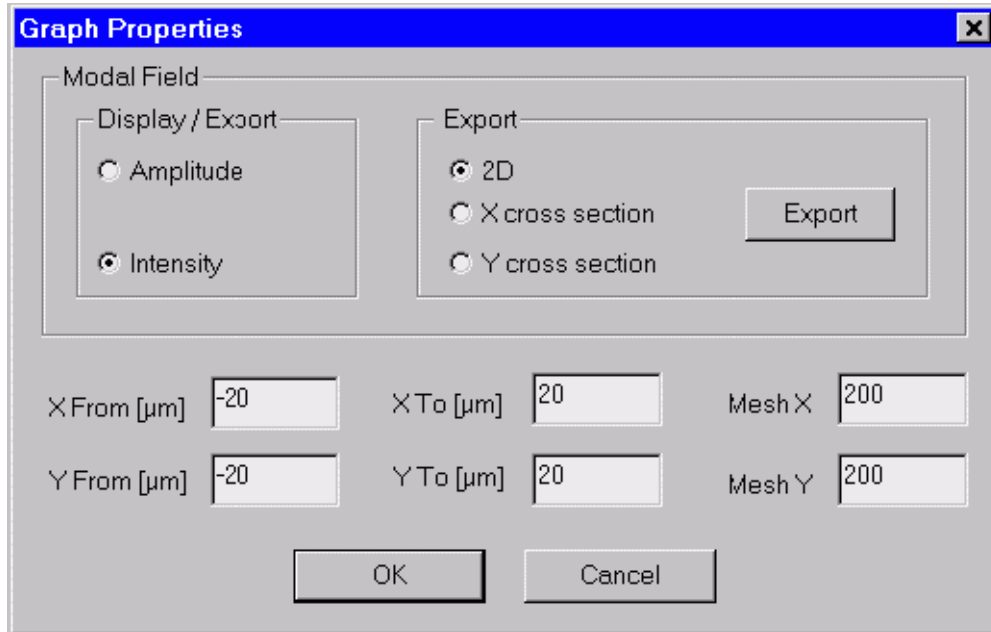 Graph Properties
Modal Field
Display / Export
Export
Amplitude
2D
X cross section
Export
Intensity
Y cross section
X From [µm] -20 X To [µm] 20 Mesh X 200
Y From [µm] -20 Y To [µm] 20 Mesh Y 200
OK Cancel